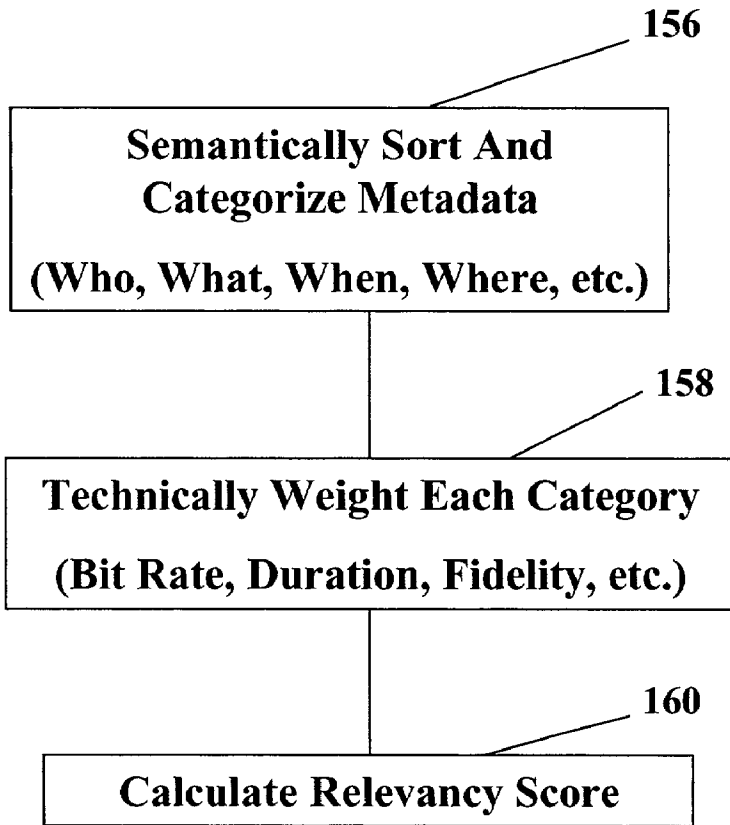 156
Semantically Sort And
Categorize Metadata
(Who, What, When, Where, etc.)
158
Technically Weight Each Category
(Bit Rate, Duration, Fidelity, etc.)
160
Calculate Relevancy Score